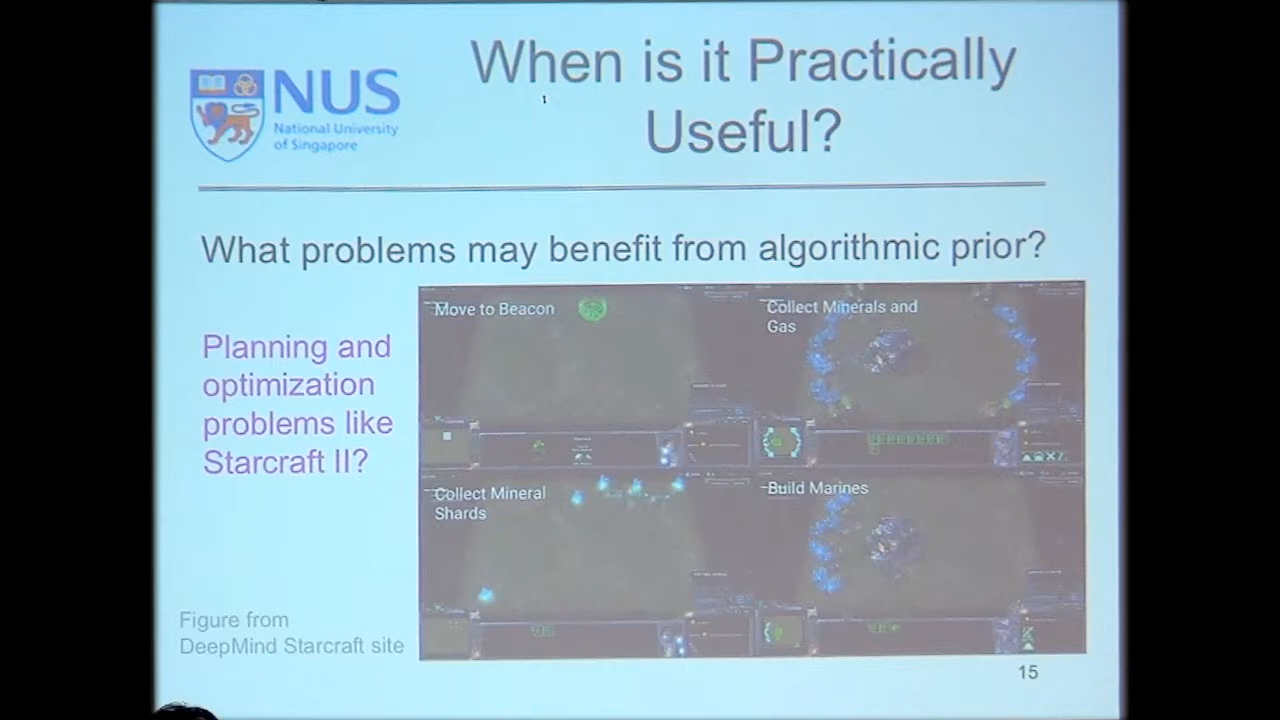 When is it Practically
Useful?
NUS
National University
of Singapore
What problems may benefit from algorithmic prior?
Planning and
optimization
problems like
Starcraft II?
Move to Beacon
Collect Minerals and
Gas
Collect Mineral
Shards
Build Marines
Figure from
DeepMind Starcraft site
15